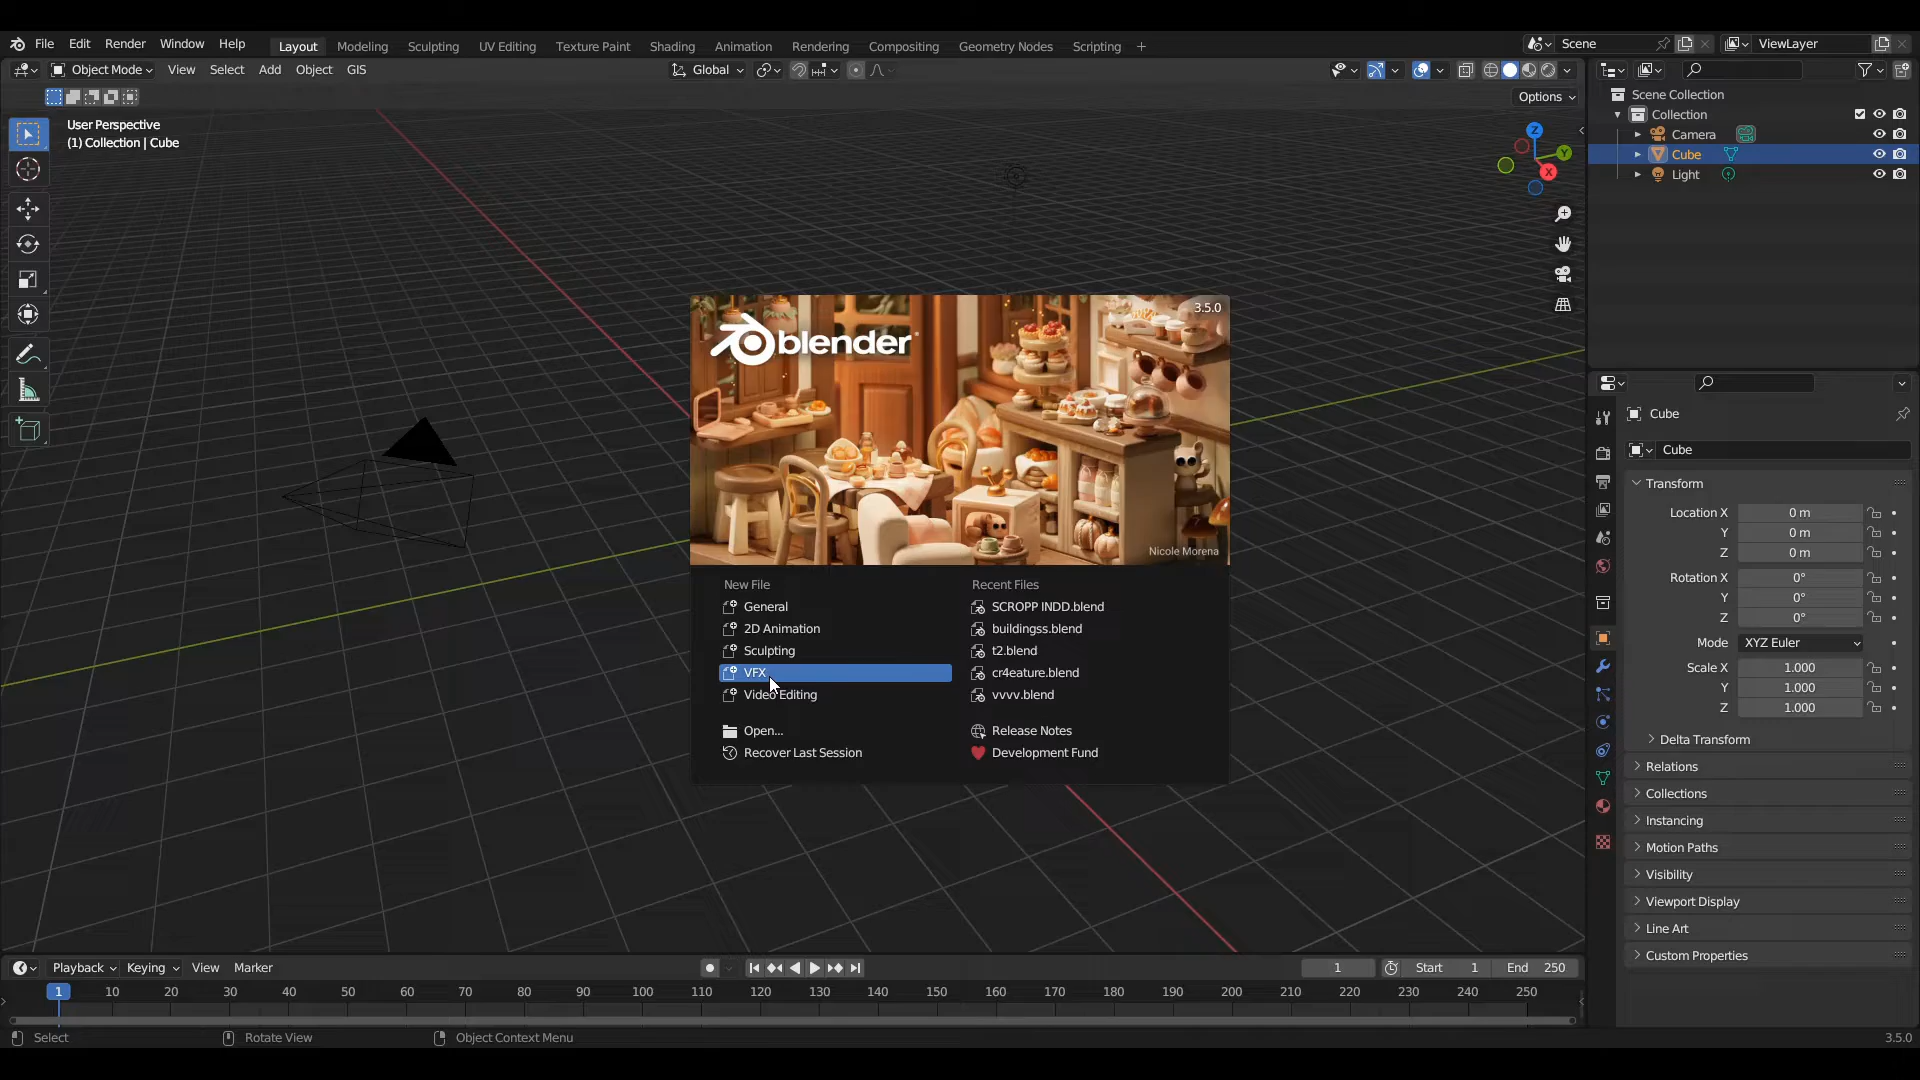 File Edit Render Window Help Layout Modeling Sculpting UV Editing Texture Paint Shading Animation Rendering Compositing Geometry Nodes Scripting + Scene ViewLayer
Object Mode View Select Add Object GIS Global
Options
User Perspective
(1) Collection | Cube
Z
Y
X
Scene Collection
Collection
Camera
Cube
Light
3.5.0
blender
Nicole Morena
New File
General
2D Animation
Sculpting
VFX
Video Editing
Open...
Recover Last Session
Recent Files
SCROPP INDD.blend
buildingss.blend
t2.blend
cr4eature.blend
vvvv.blend
Release Notes
Development Fund
Cube
Cube
Transform
Location X 0 m
Y 0 m
Z 0 m
Rotation X 0°
Y 0°
Z 0°
Mode XYZ Euler
Scale X 1.000
Y 1.000
Z 1.000
Delta Transform
Relations
Collections
Instancing
Motion Paths
Visibility
Viewport Display
Line Art
Custom Properties
Playback Keying View Marker 1 Start 1 End 250
1 10 20 30 40 50 60 70 80 90 100 110 120 130 140 150 160 170 180 190 200 210 220 230 240 250
Select Rotate View Object Context Menu 3.5.0